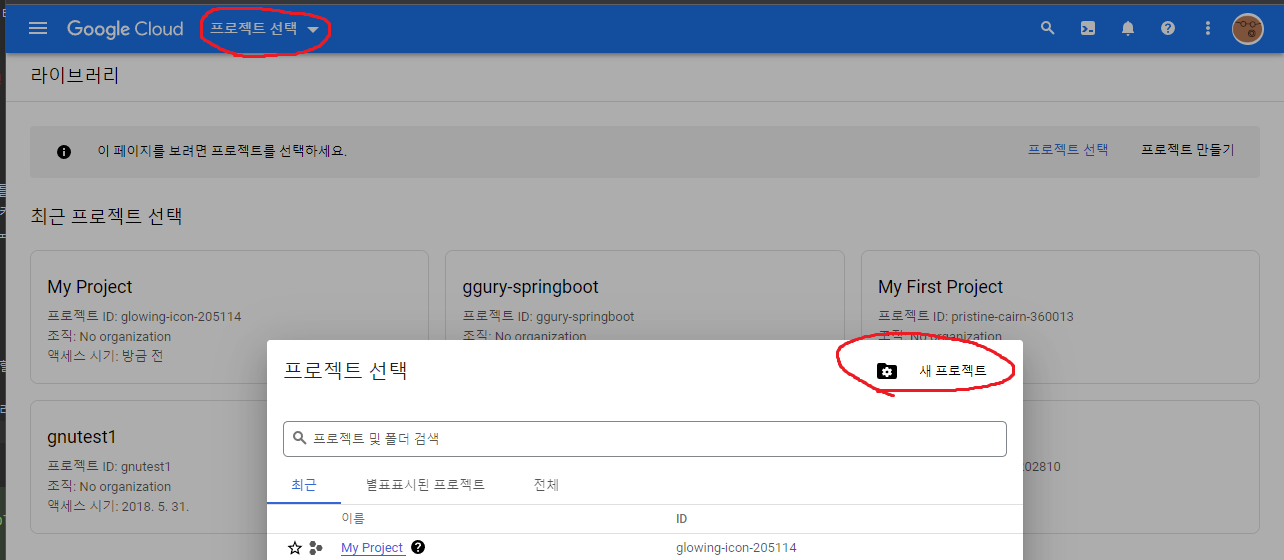 Google Cloud 프로젝트 선택
라이브러리
이 페이지를 보려면 프로젝트를 선택하세요. 프로젝트 선택 프로젝트 만들기
최근 프로젝트 선택
My Project
프로젝트 ID: glowing-icon-205114
조직: No organization
액세스 시기: 방금 전
ggury-springboot
프로젝트 ID: ggury-springboot
조직: No organization
My First Project
프로젝트 ID: pristine-cairn-360013
조직: No organization
gnutest1
프로젝트 ID: gnutest1
조직: No organization
액세스 시기: 2018. 5. 31.
프로젝트 선택
새 프로젝트
프로젝트 및 폴더 검색
최근 별표표시된 프로젝트 전체
이름 ID
My Project glowing-icon-205114